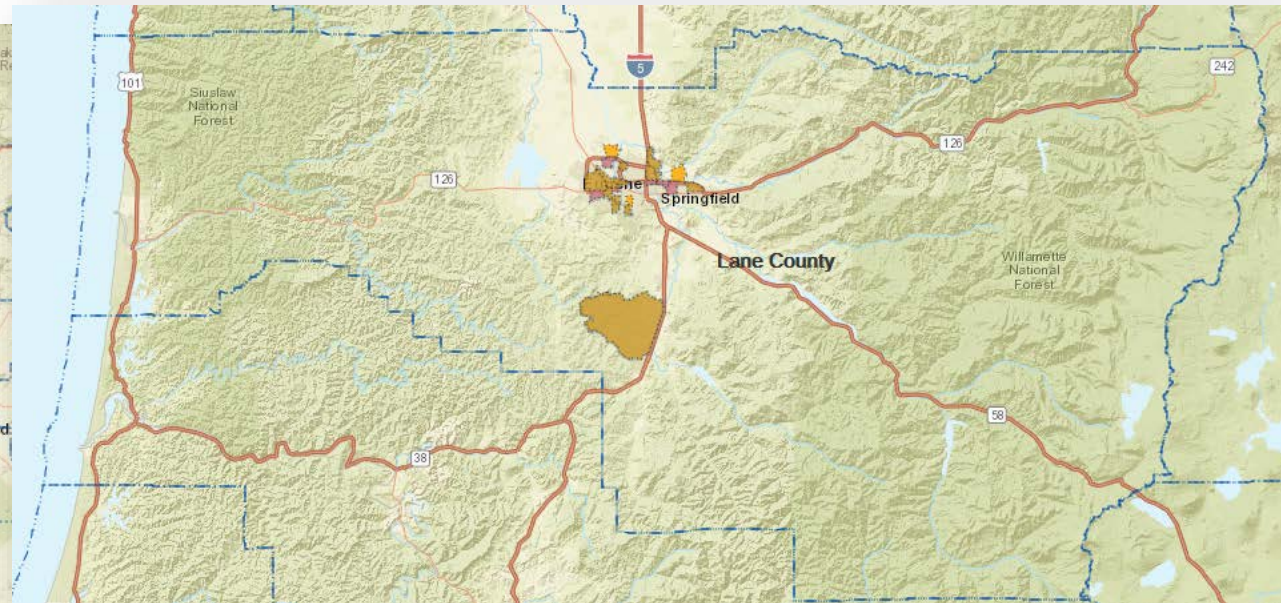 5
242
101
Siuslaw
National
Forest
126
126
Springfield
Lane County
Willamette
National
Forest
58
38